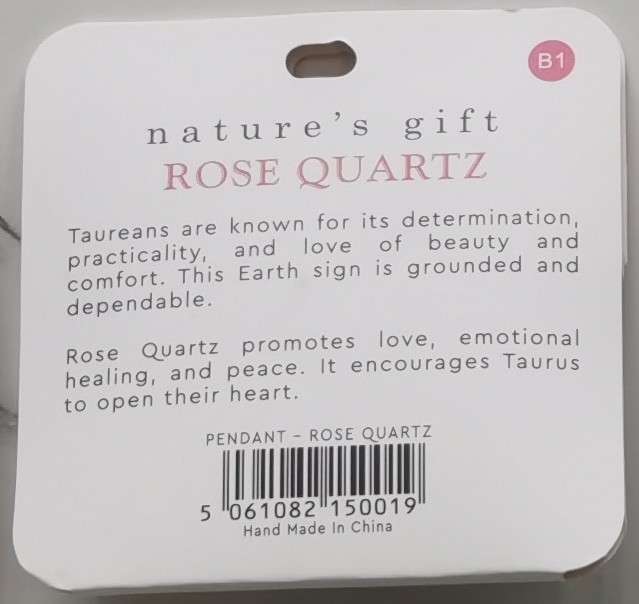 B1
nature's gift
ROSE QUARTZ
Taureans are known for its determination,
practicality, and love of beauty and
comfort. This Earth sign is grounded and
dependable.
Rose Quartz promotes love, emotional
healing, and peace. It encourages Taurus
to open their heart.
PENDANT - ROSE QUARTZ
5 061082 150019
Hand Made In China